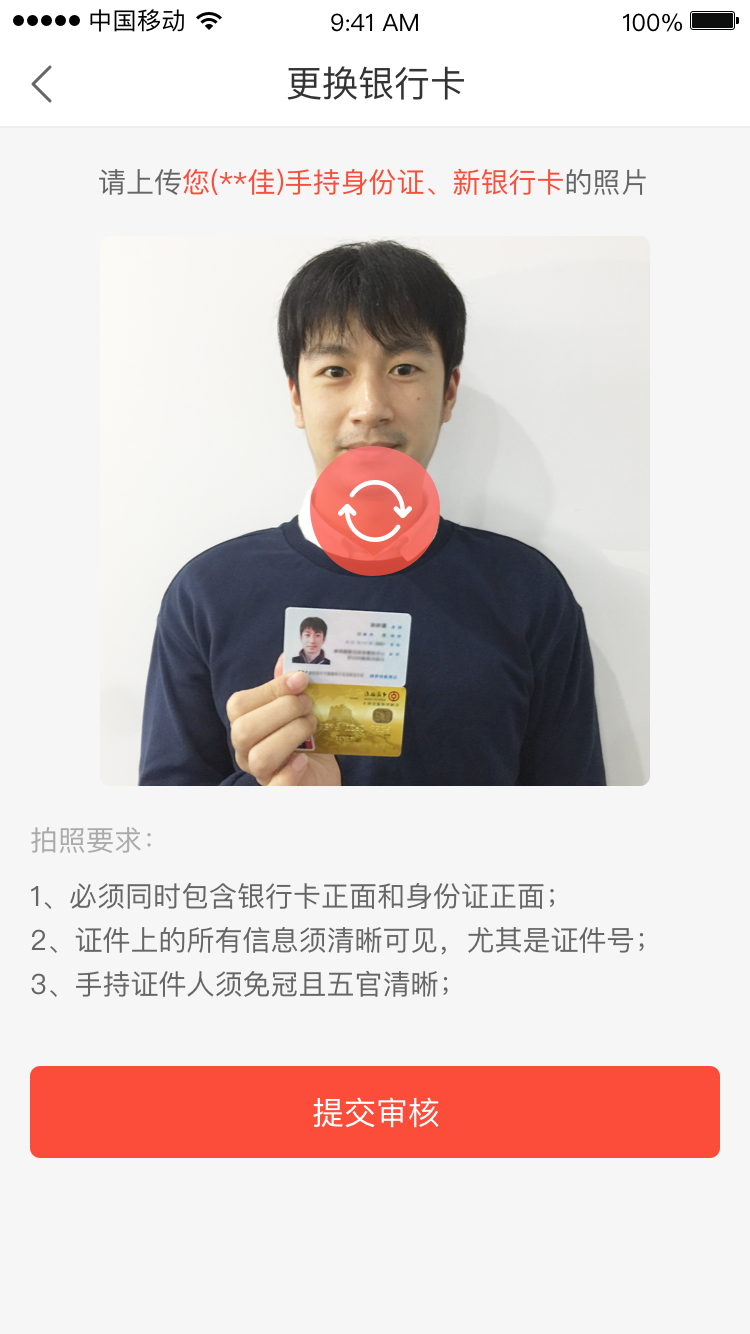 中国移动 9:41 AM 100%
更换银行卡
请上传您(**佳)手持身份证、新银行卡的照片
拍照要求：
1、必须同时包含银行卡正面和身份证正面；
2、证件上的所有信息须清晰可见，尤其是证件号；
3、手持证件人须免冠且五官清晰；
提交审核